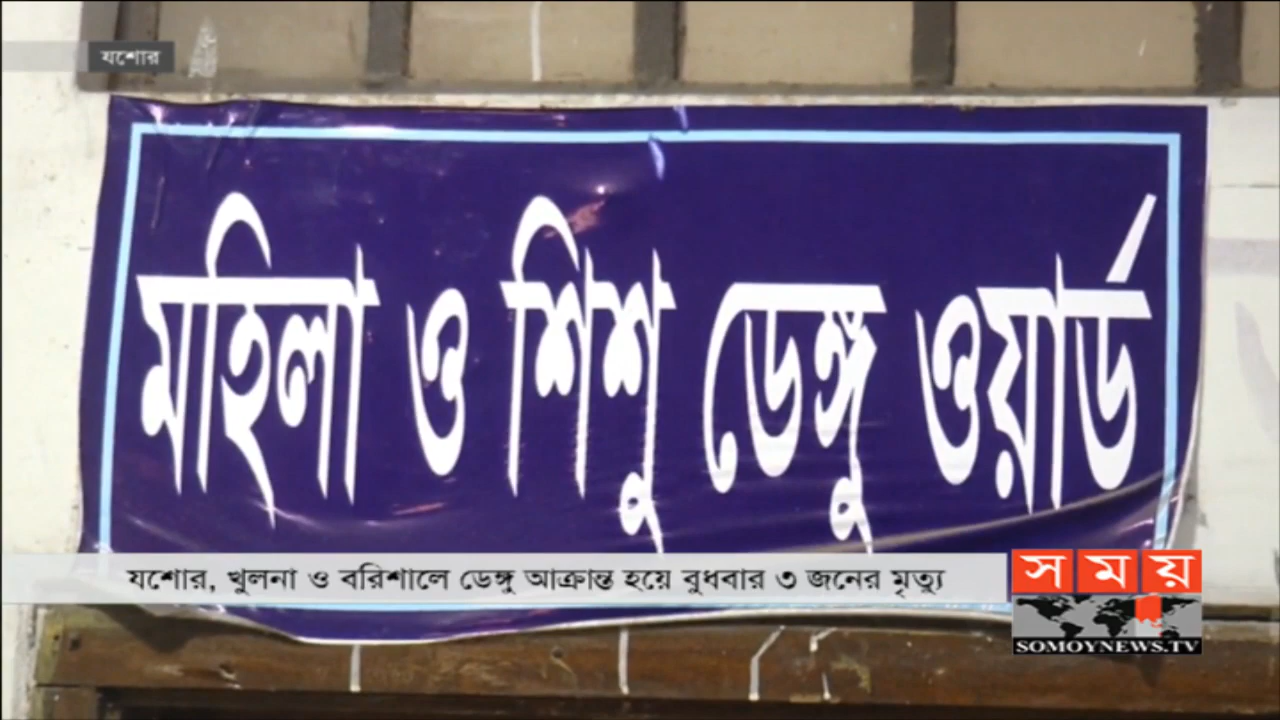 যশোর
মহিলা ও শিশু ডেঙ্গু ওয়ার্ড
যশোর, খুলনা ও বরিশালে ডেঙ্গু আক্রান্ত হয়ে বুধবার ৩ জনের মৃত্যু
সময়
SOMOYNEWS.TV